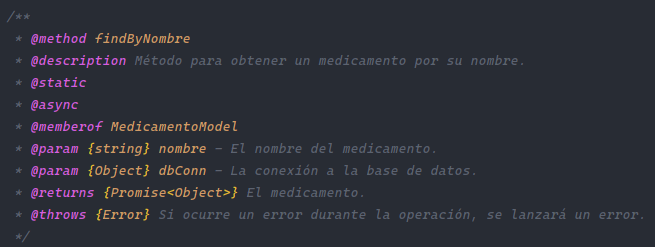 /**
 * @method findByNombre
 * @description Método para obtener un medicamento por su nombre.
 * @static
 * @async
 * @memberof MedicamentoModel
 * @param {string} nombre - El nombre del medicamento.
 * @param {Object} dbConn - La conexión a la base de datos.
 * @returns {Promise<Object>} El medicamento.
 * @throws {Error} Si ocurre un error durante la operación, se lanzará un error.
 */